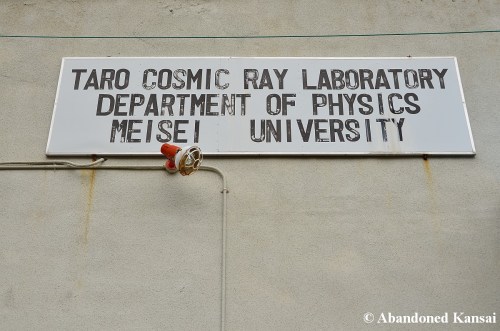 TARO COSMIC RAY LABORATORY
DEPARTMENT OF PHYSICS
MEISEI UNIVERSITY
© Abandoned Kansai